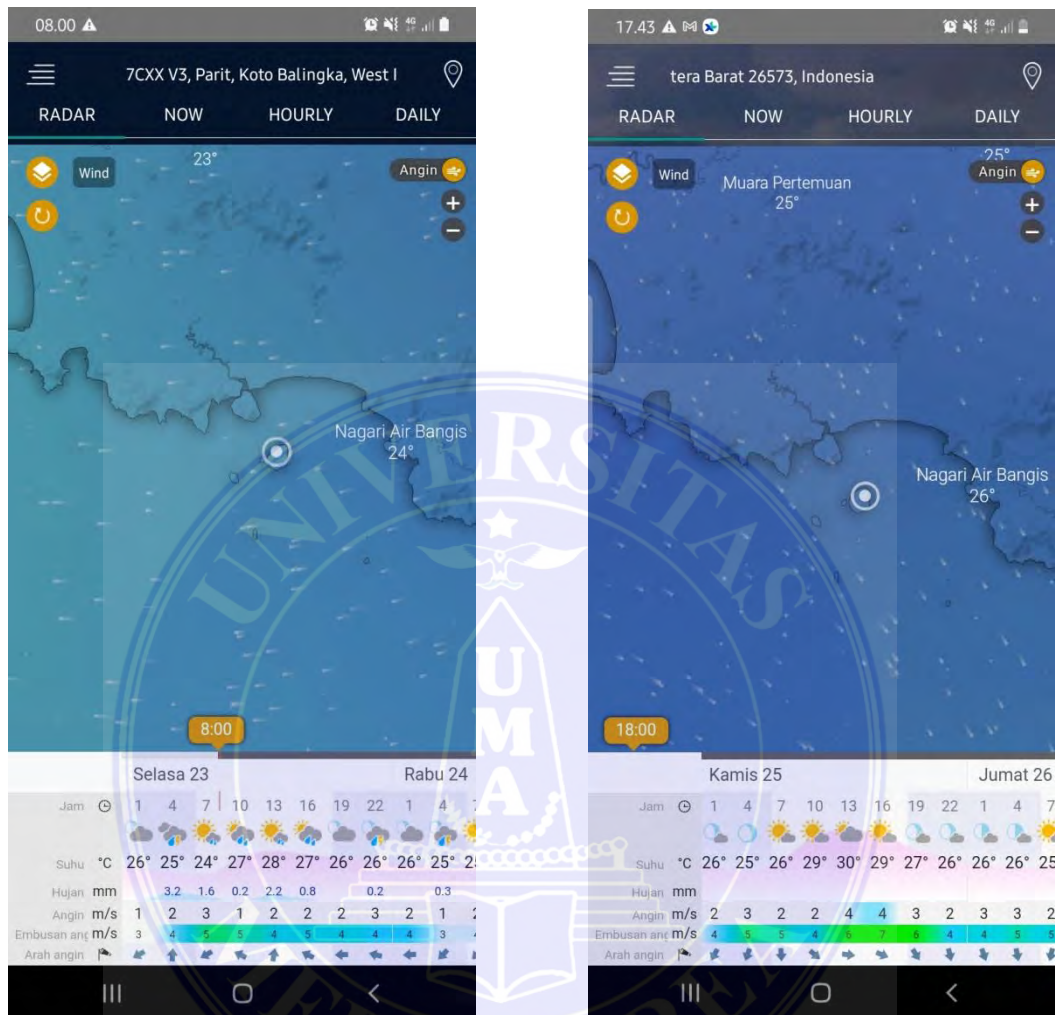 08.00
4G
7CXX V3, Parit, Koto Balingka, West I
RADAR NOW HOURLY DAILY
Wind
23°
Angin
+
−
Nagari Air Bangis
24°
8:00
Selasa 23 Rabu 24
Jam 1 4 7 10 13 16 19 22 1 4
Suhu °C 26° 25° 24° 27° 28° 27° 26° 26° 26° 25°
Hujan mm 3.2 1.6 0.2 2.2 0.8 0.2 0.3
Angin m/s 1 2 3 1 2 2 2 3 2 1
Embusan ang m/s 3 4 5 5 4 5 4 4 4 3
Arah angin
17.43
4G
tera Barat 26573, Indonesia
RADAR NOW HOURLY DAILY
Wind
25°
Angin
+
−
Muara Pertemuan
25°
Nagari Air Bangis
26°
18:00
Kamis 25 Jumat 26
Jam 1 4 7 10 13 16 19 22 1 4 7
Suhu °C 26° 25° 26° 29° 30° 29° 27° 26° 26° 26° 25
Hujan mm
Angin m/s 2 3 2 2 4 4 3 2 3 3 2
Embusan ang m/s 4 5 5 4 6 7 6 4 4 5 5
Arah angin
UNIVERSITAS
UMA